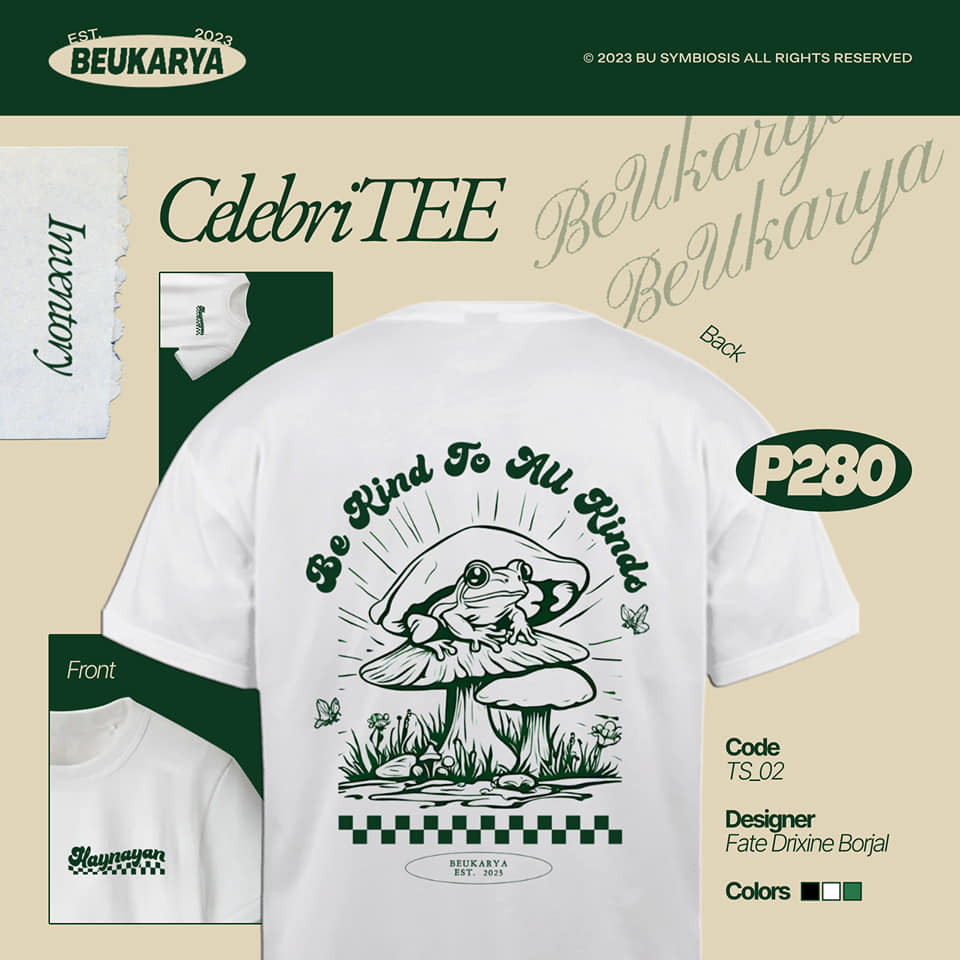 EST. 2023
BEUKARYA
© 2023 BU SYMBIOSIS ALL RIGHTS RESERVED
BeUkarya
BeUkarya
CelebriTEE
Inventory
Back
Be Kind To All Kinds
P280
Front
Haynayan
BEUKARYA
EST. 2023
Code
TS_02
Designer
Fate Drixine Borjal
Colors